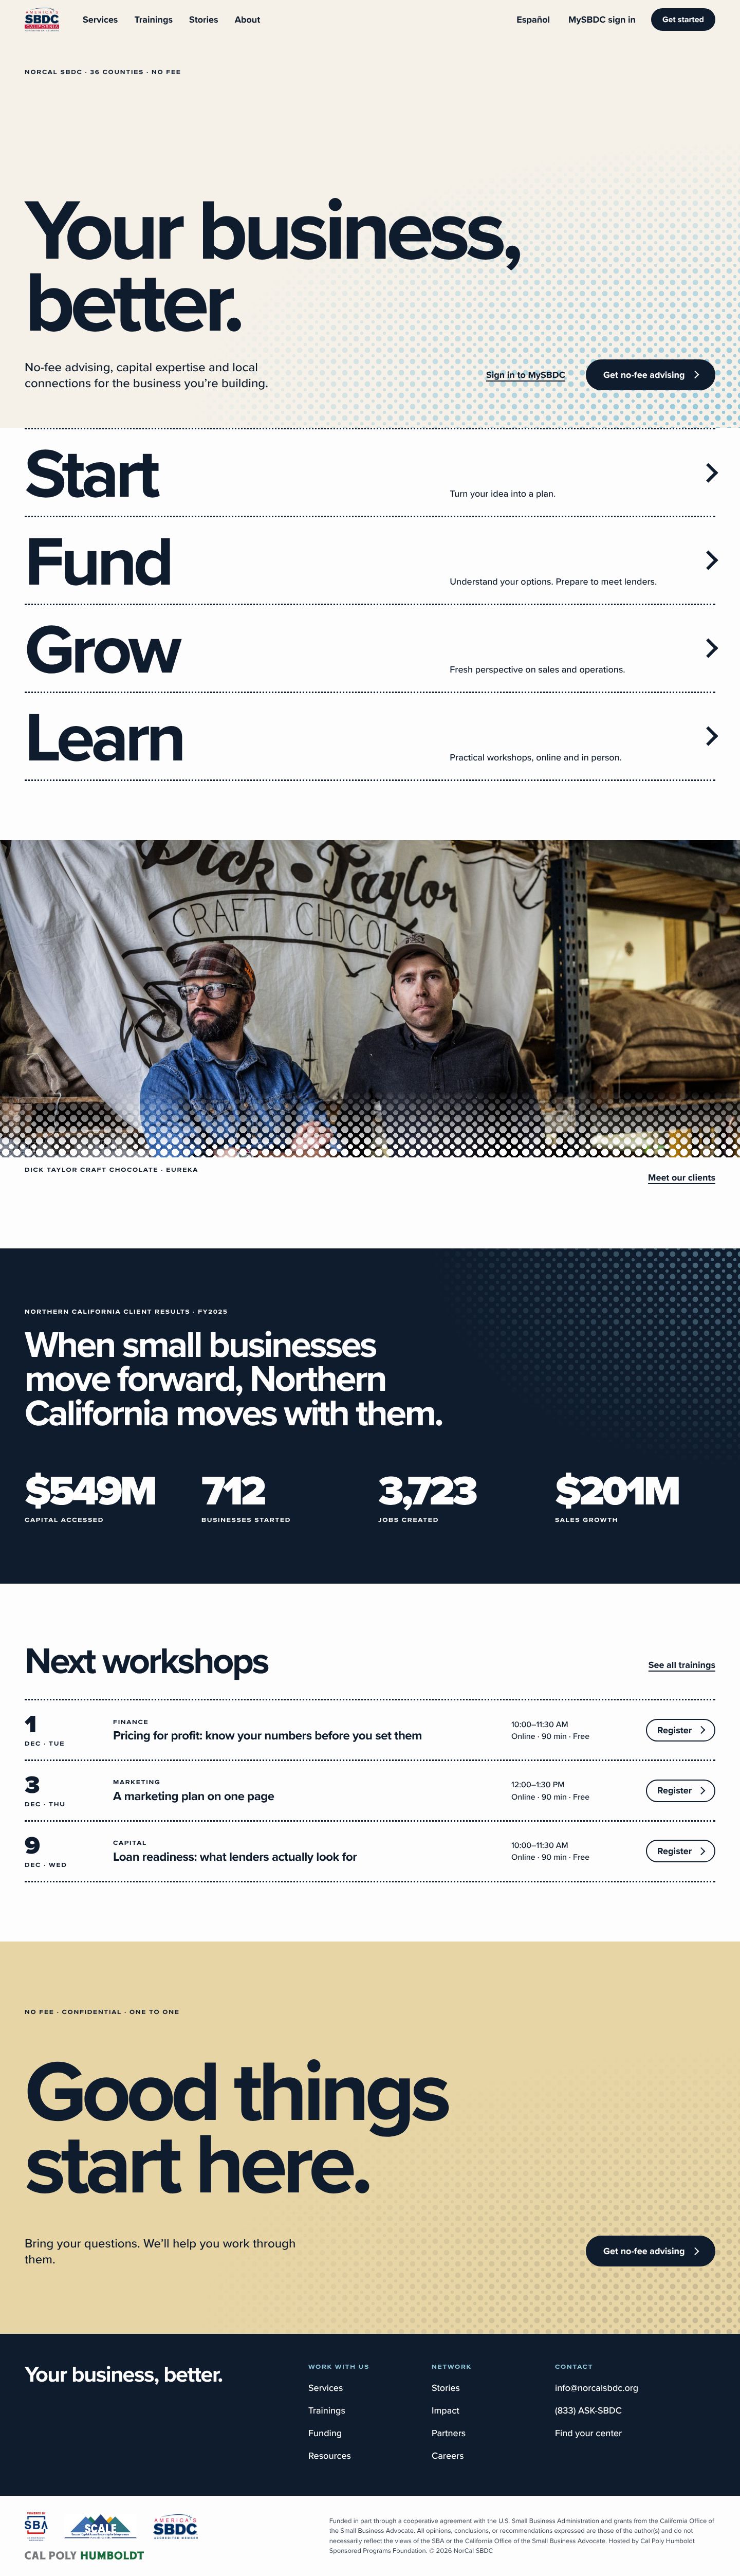 AMERICA'S
SBDC
CALIFORNIA
Services
Trainings
Stories
About
Español
MySBDC sign in
Get started
NORCAL SBDC · 36 COUNTIES · NO FEE
Your business,
better.
No-fee advising, capital expertise and local
connections for the business you're building.
Sign in to MySBDC
Get no-fee advising
Start
Turn your idea into a plan.
Fund
Understand your options. Prepare to meet lenders.
Grow
Fresh perspective on sales and operations.
Learn
Practical workshops, online and in person.
Dick Taylor
CRAFT CHOCOL
DICK TAYLOR CRAFT CHOCOLATE · EUREKA
Meet our clients
NORTHERN CALIFORNIA CLIENT RESULTS · FY2025
When small businesses
move forward, Northern
California moves with them.
$549M
CAPITAL ACCESSED
712
BUSINESSES STARTED
3,723
JOBS CREATED
$201M
SALES GROWTH
Next workshops
See all trainings
1
DEC · TUE
FINANCE
Pricing for profit: know your numbers before you set them
10:00–11:30 AM
Online · 90 min · Free
Register
3
DEC · THU
MARKETING
A marketing plan on one page
12:00–1:30 PM
Online · 90 min · Free
Register
9
DEC · WED
CAPITAL
Loan readiness: what lenders actually look for
10:00–11:30 AM
Online · 90 min · Free
Register
NO FEE · CONFIDENTIAL · ONE TO ONE
Good things
start here.
Bring your questions. We'll help you work through
them.
Get no-fee advising
Your business, better.
WORK WITH US
Services
Trainings
Funding
Resources
NETWORK
Stories
Impact
Partners
Careers
CONTACT
info@norcalsbdc.org
(833) ASK-SBDC
Find your center
POWERED BY
SBA
SCALE
AMERICA'S
SBDC
ACCREDITED MEMBER
CAL POLY HUMBOLDT
Funded in part through a cooperative agreement with the U.S. Small Business Administration and grants from the California Office of
the Small Business Advocate. All opinions, conclusions, or recommendations expressed are those of the author(s) and do not
necessarily reflect the views of the SBA or the California Office of the Small Business Advocate. Hosted by Cal Poly Humboldt
Sponsored Programs Foundation. © 2026 NorCal SBDC